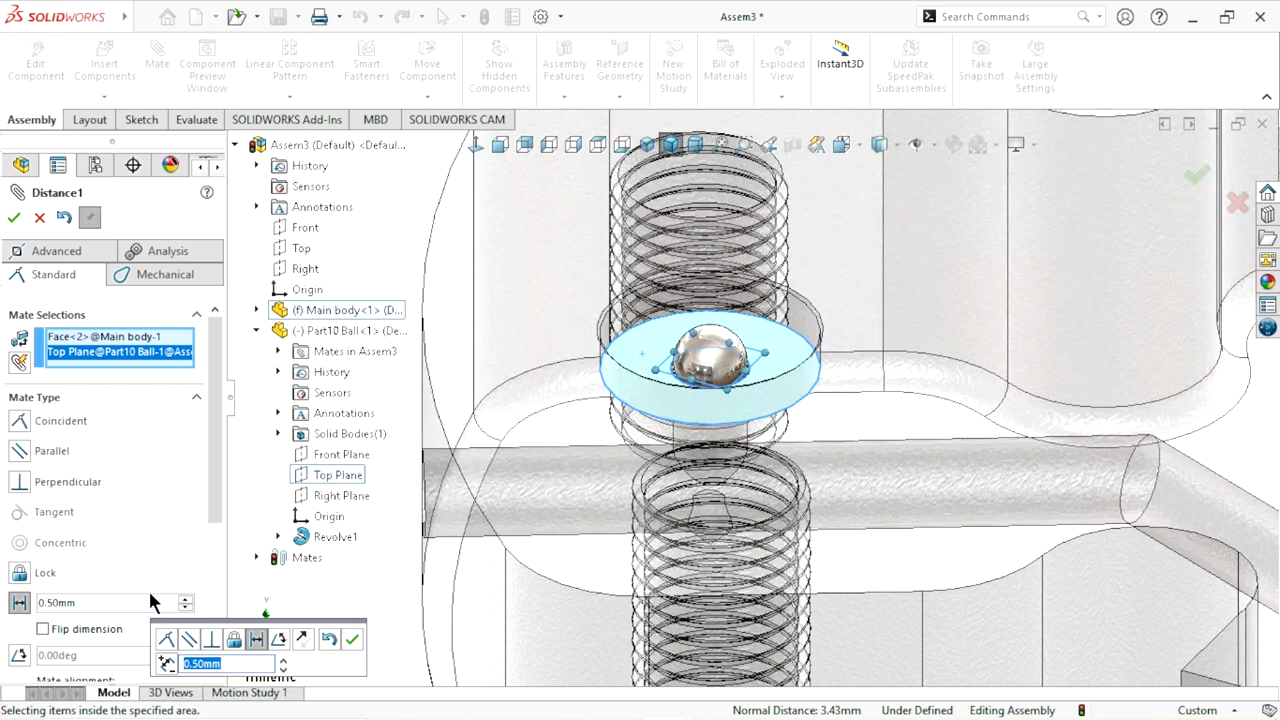 SOLIDWORKS
Assem3 *
Search Commands
Edit Component
Insert Components
Mate
Component Preview Window
Linear Component Pattern
Smart Fasteners
Move Component
Show Hidden Components
Assembly Features
Reference Geometry
New Motion Study
Bill of Materials
Exploded View
Instant3D
Update SpeedPak Subassemblies
Take Snapshot
Large Assembly Settings
Assembly
Layout
Sketch
Evaluate
SOLIDWORKS Add-Ins
MBD
SOLIDWORKS CAM
Distance1
Advanced
Analysis
Standard
Mechanical
Mate Selections
Face<2>@Main body-1
Top Plane@Part10 Ball-1@Ass
Mate Type
Coincident
Parallel
Perpendicular
Tangent
Concentric
Lock
0.50mm
Flip dimension
0.00deg
Assem3 (Default) <Defaul...
History
Sensors
Annotations
Front
Top
Right
Origin
(f) Main body<1> (D...
(-) Part10 Ball<1> (De...
Mates in Assem3
History
Sensors
Annotations
Solid Bodies(1)
Front Plane
Top Plane
Right Plane
Origin
Revolve1
Mates
Y
0.50mm
Model
3D Views
Motion Study 1
Selecting items inside the specified area.
Normal Distance: 3.43mm
Under Defined
Editing Assembly
Custom